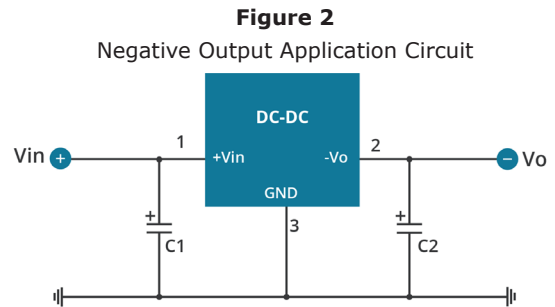 Figure 2
Negative Output Application Circuit
DC-DC
1
2
Vin +
+Vin
-Vo
− Vo
GND
3
+
C1
+
C2